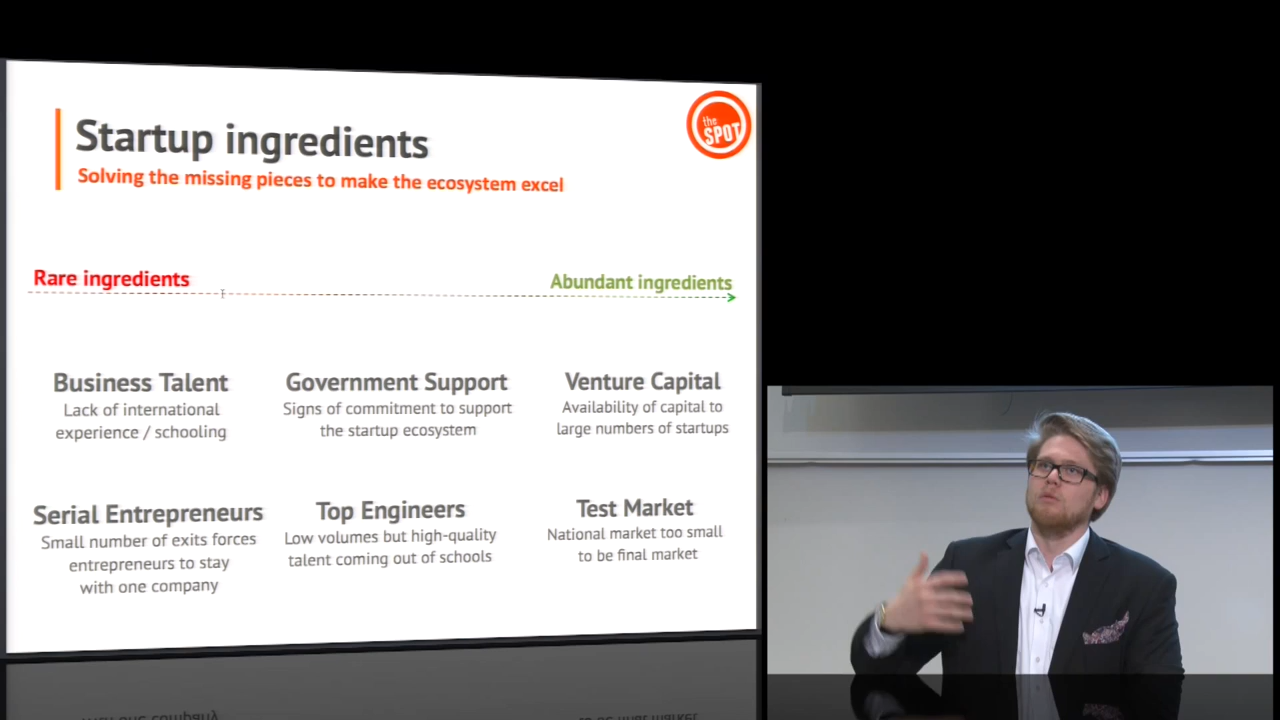 Startup ingredients
Solving the missing pieces to make the ecosystem excel
the
SPOT
Rare ingredients
Abundant ingredients
Business Talent
Lack of international
experience / schooling
Government Support
Signs of commitment to support
the startup ecosystem
Venture Capital
Availability of capital to
large numbers of startups
Serial Entrepreneurs
Small number of exits forces
entrepreneurs to stay
with one company
Top Engineers
Low volumes but high-quality
talent coming out of schools
Test Market
National market too small
to be final market